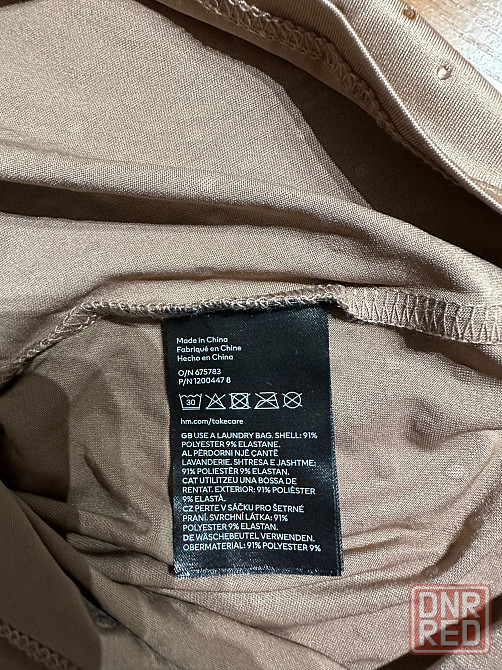 Made in China
Fabriqué en Chine
Hecho en China
O/N 675783
P/N 1200447 8
30
hm.com/takecare
GB USE A LAUNDRY BAG. SHELL: 91%
POLYESTER 9% ELASTANE.
AL PËRDORNI NJË ÇANTË
LAVANDERIE. SHTRESA E JASHTME:
91% POLIESTËR 9% ELASTAN.
CAT UTILITZEU UNA BOSSA DE
RENTAT. EXTERIOR: 91% POLIÈSTER
9% ELASTÀ.
CZ PERTE V SÁČKU PRO ŠETRNÉ
PRANÍ. SVRCHNÍ LÁTKA: 91%
POLYESTER 9% ELASTAN.
DE WÄSCHEBEUTEL VERWENDEN.
OBERMATERIAL: 91% POLYESTER 9%
DNR
RED